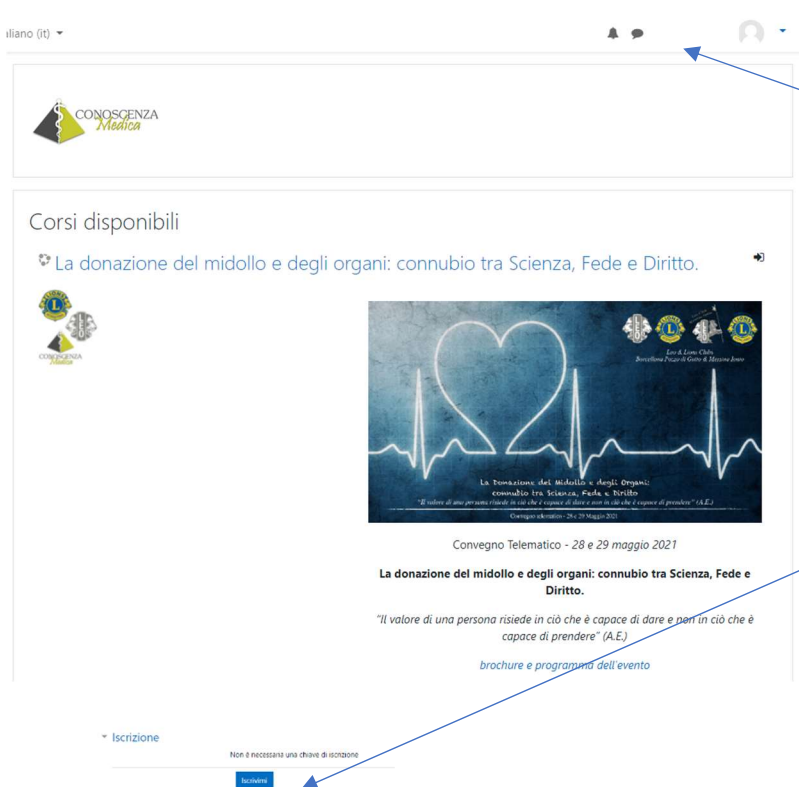 aliano (it)
CONOSCENZA
Medica
Corsi disponibili
La donazione del midollo e degli organi: connubio tra Scienza, Fede e Diritto.
LIONS
L
CONOSCENZA
Medica
Leo & Lions Clubs
Barcellona Pozzo di Gotto & Messina Jonio
La Donazione del Midollo e degli Organi:
connubio tra Scienza, Fede e Diritto
"Il valore di una persona risiede in ciò che è capace di dare e non in ciò che è capace di prendere" (A.E.)
Convegno telematico - 28 e 29 Maggio 2021
Convegno Telematico - 28 e 29 maggio 2021
La donazione del midollo e degli organi: connubio tra Scienza, Fede e
Diritto.
"Il valore di una persona risiede in ciò che è capace di dare e non in ciò che è
capace di prendere" (A.E.)
brochure e programma dell'evento
Iscrizione
Non è necessaria una chiave di iscrizione
Iscrivimi